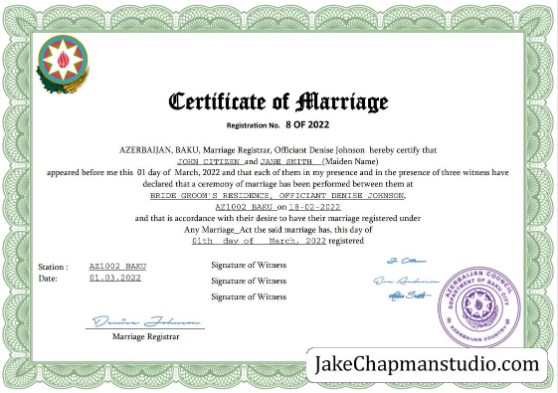 Certificate of Marriage
Registration No. 8 OF 2022
AZERBAIJAN, BAKU, Marriage Registrar, Officiant Denise Johnson hereby certify that
JOHN CITIZEN and JANE SMITH (Maiden Name)
appeared before me this 01 day of March, 2022 and that each of them in my presence and in the presence of three witness have
declared that a ceremony of marriage has been performed between them at
BRIDE GROOM'S RESIDENCE, OFFICIANT DENISE JOHNSON,
AZ1002 BAKU on 18-02-2022
and that is accordance with their desire to have their marriage registered under
Any Marriage_Act the said marriage has, this day of
01th day of March, 2022 registered
Station : AZ1002 BAKU
Date: 01.03.2022
Signature of Witness
Signature of Witness
Signature of Witness
Denise Johnson
Marriage Registrar
AZERBAIJAN COUNCIL
DEPARTMENT OF BAKU CITY
AZERBAIJAN COUNTRY
JakeChapmanstudio.com